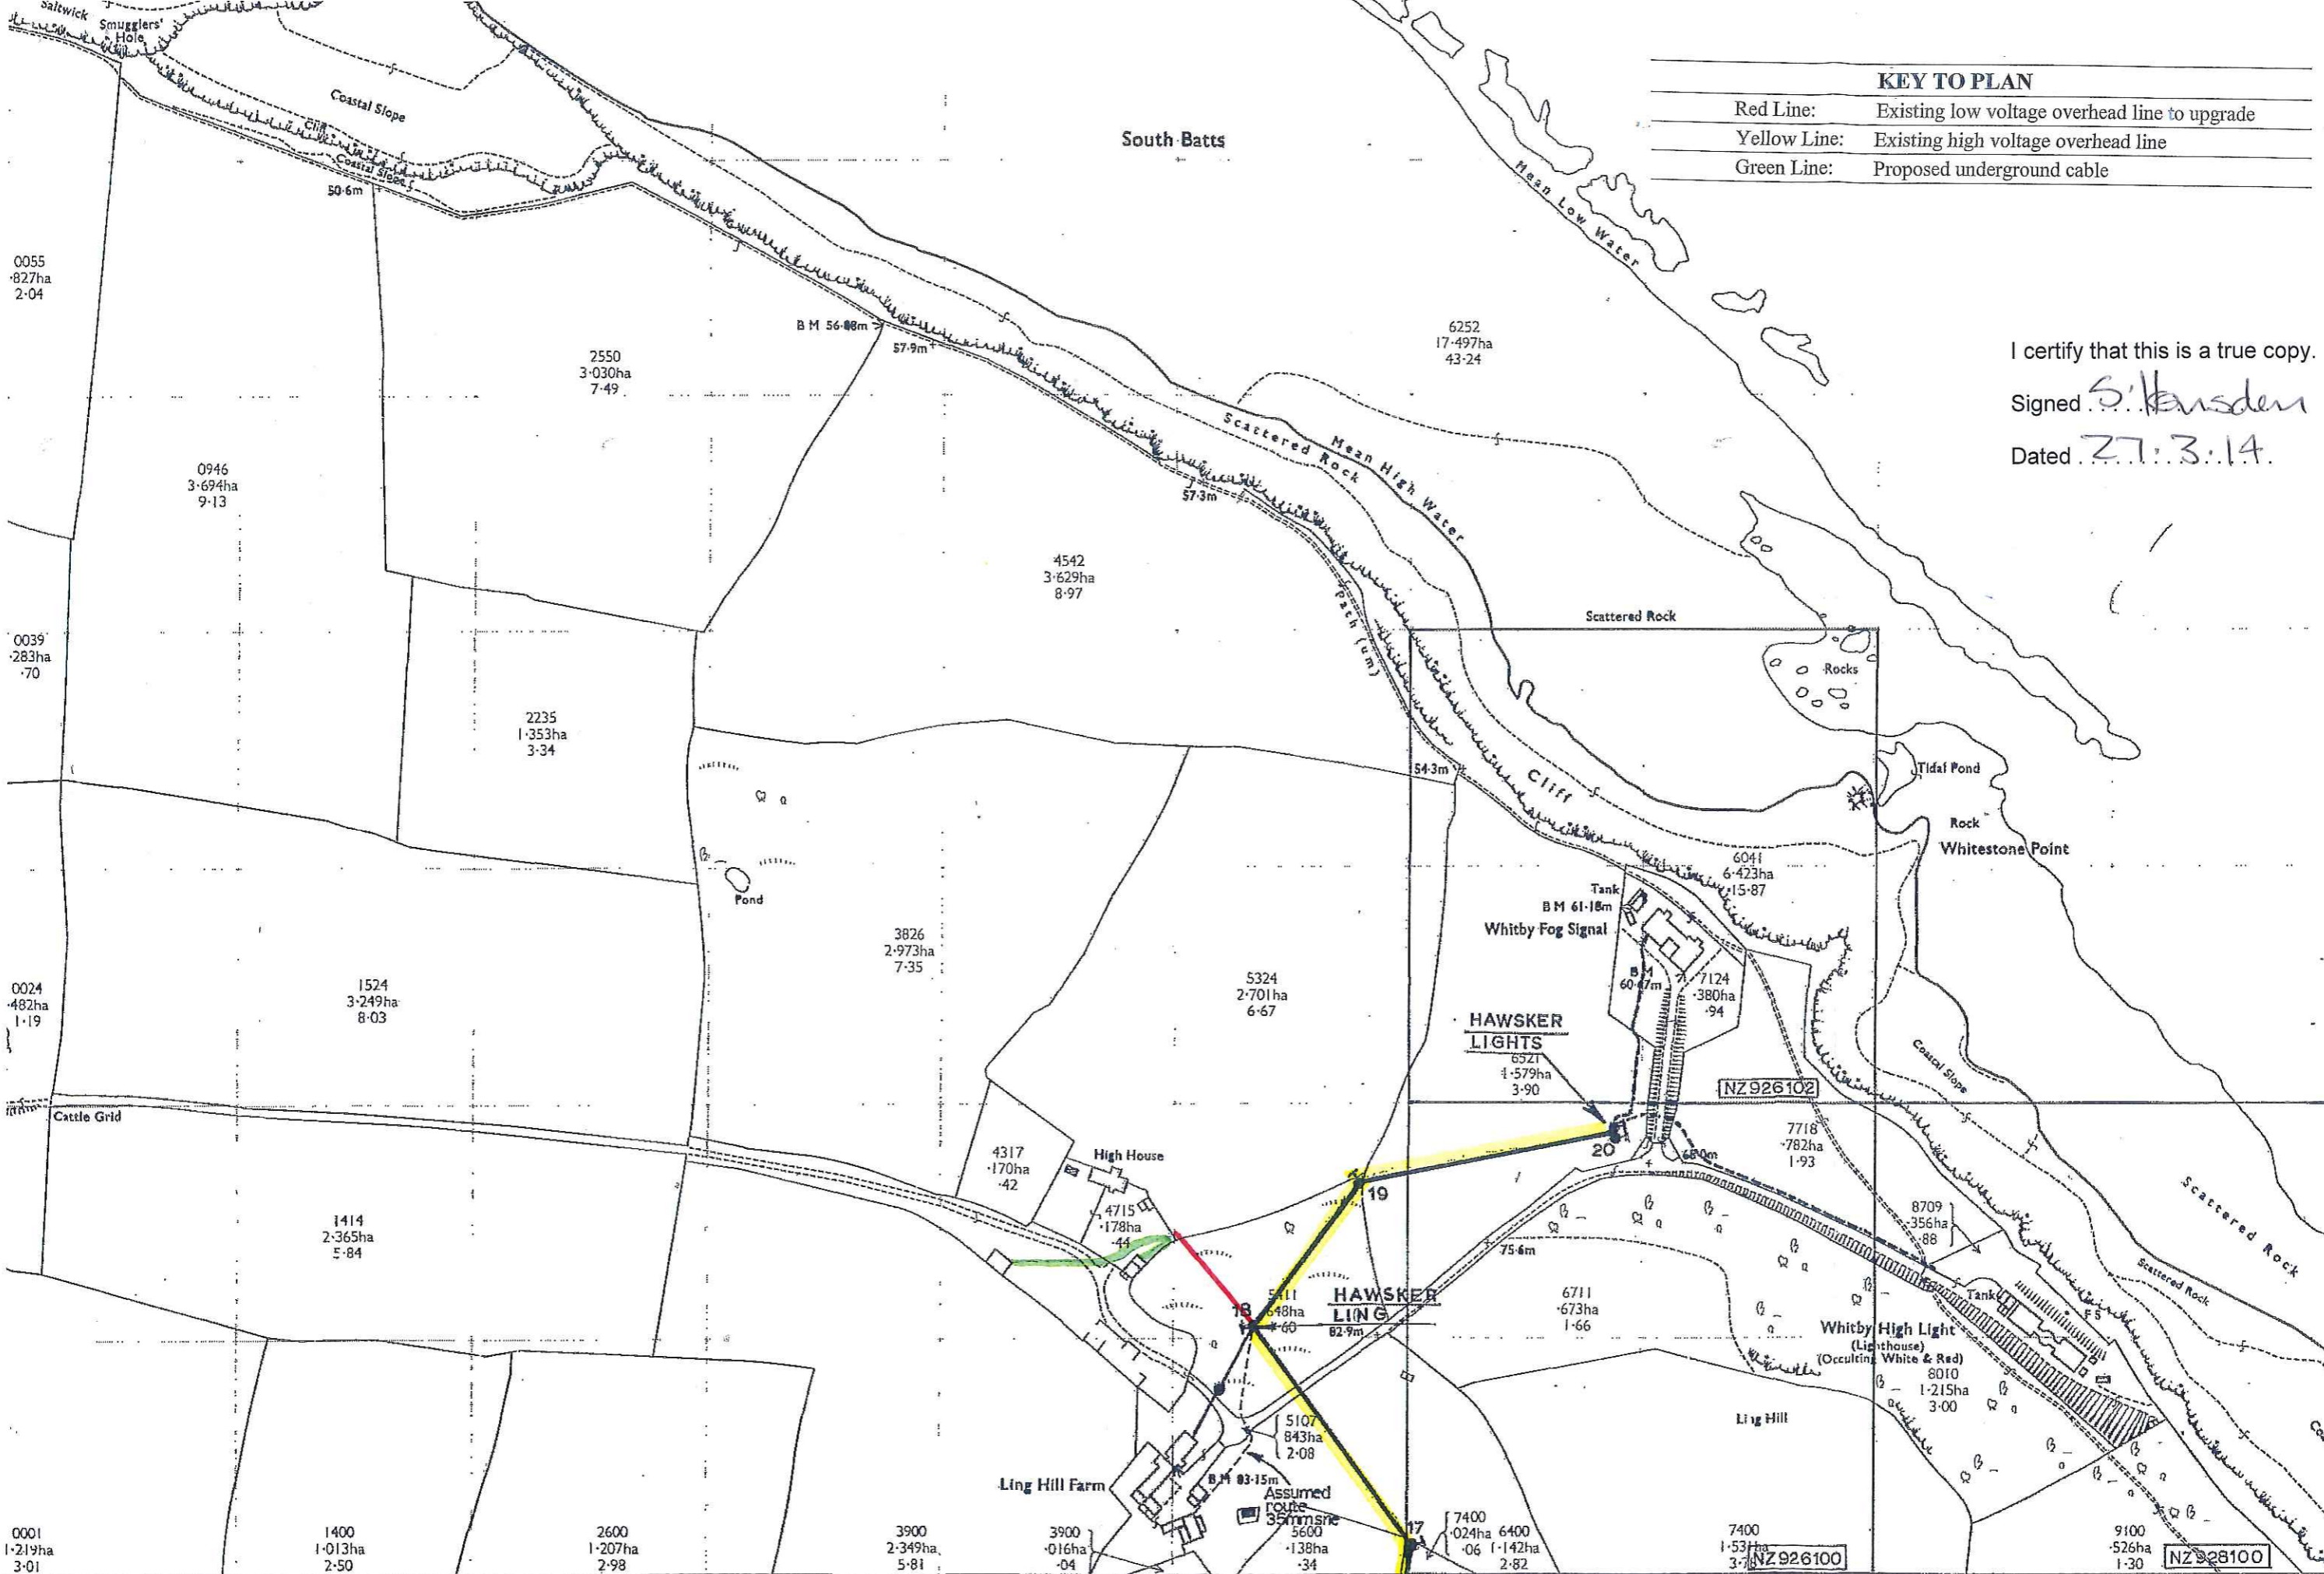 Saltwick
Smugglers'
Hole
Coastal Slope
Cliff
Coastal Slope
50·6m
South Batts
Mean Low Water
KEY TO PLAN
Red Line: Existing low voltage overhead line to upgrade
Yellow Line: Existing high voltage overhead line
Green Line: Proposed underground cable
I certify that this is a true copy.
Signed
Dated 27.3.14.
0055
·827ha
2·04
2550
3·030ha
7·49
B M 56·88m
57·9m
6252
17·497ha
43·24
0946
3·694ha
9·13
Scattered Rock
Mean High Water
57·3m
4542
3·629ha
8·97
Path (um)
Scattered Rock
Rocks
0039
·283ha
·70
2235
1·353ha
3·34
54·3m
Cliff
Tidal Pond
Rock
Whitestone Point
6041
6·423ha
15·87
Pond
Tank
B M 61·18m
Whitby Fog Signal
3826
2·973ha
7·35
0024
·482ha
1·19
1524
3·249ha
8·03
5324
2·701ha
6·67
B M
60·47m
7124
·380ha
·94
HAWSKER
LIGHTS
6521
1·579ha
3·90
NZ926102
Coastal Slope
Cattle Grid
4317
·170ha
·42
High House
4715
·178ha
·44
20
19
7718
·782ha
1·93
8709
·356ha
·88
Scattered Rock
Scattered Rock
1414
2·365ha
5·84
75·6m
18
HAWSKER
LING
82·9m
6711
·673ha
1·66
Tank
F S
Whitby High Light
(Lighthouse)
(Occulting White & Red)
8010
1·215ha
3·00
Ling Hill
5107
843ha
2·08
Ling Hill Farm
B M 83·15m
Assumed
route
35mmsne
5600
·138ha
·34
17
0001
1·219ha
3·01
1400
1·013ha
2·50
2600
1·207ha
2·98
3900
2·349ha
5·81
3900
·016ha
·04
7400
·024ha
·06
6400
1·142ha
2·82
7400
1·531ha
NZ926100
9100
·526ha
1·30
NZ928100